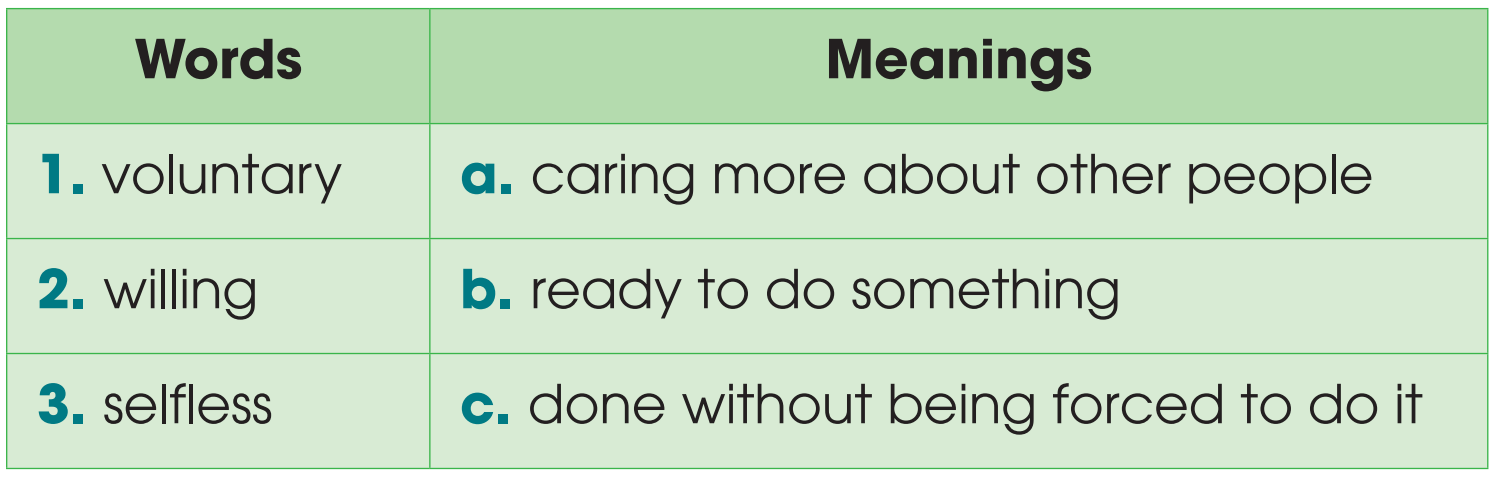 Words Meanings
1. voluntary a. caring more about other people
2. willing b. ready to do something
3. selfless c. done without being forced to do it